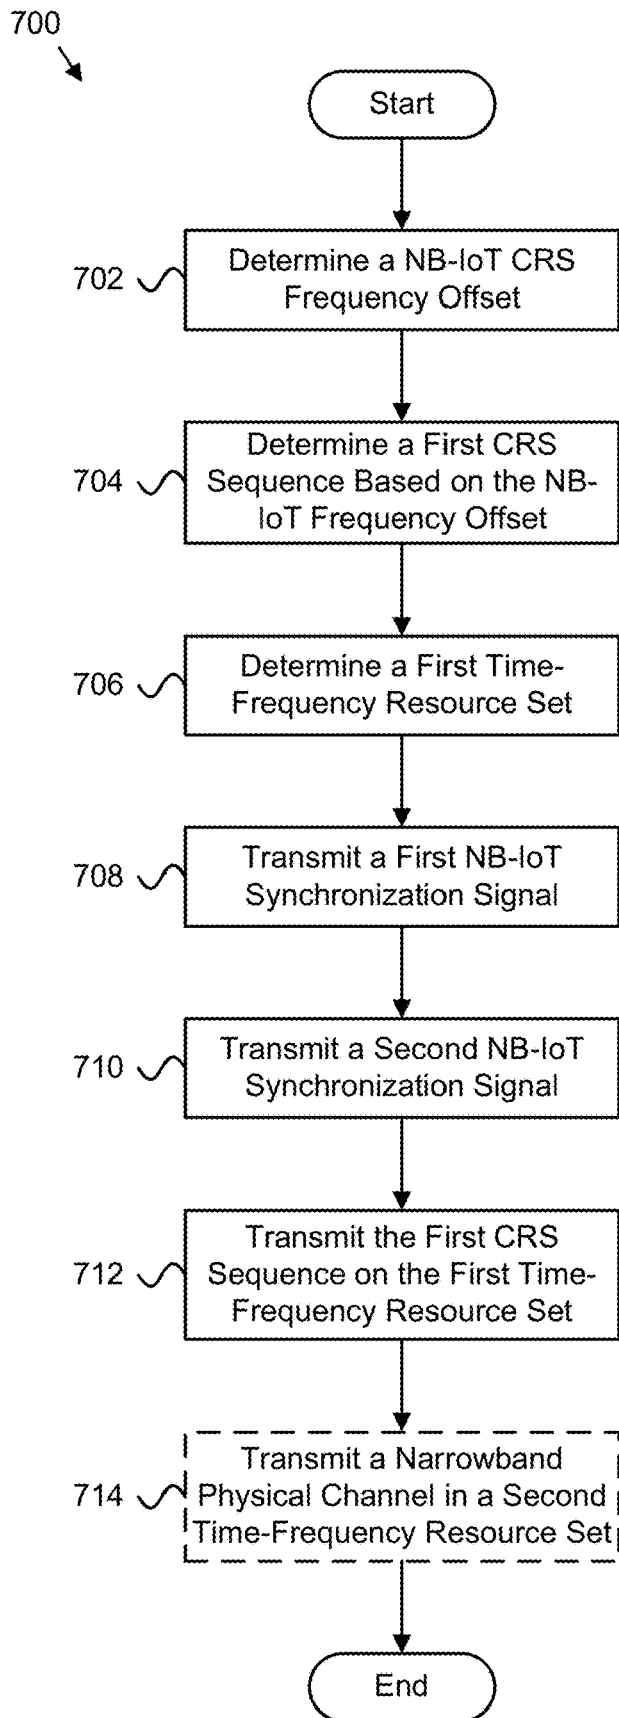 700
Start
702
Determine a NB-IoT CRS
Frequency Offset
704
Determine a First CRS
Sequence Based on the NB-
IoT Frequency Offset
706
Determine a First Time-
Frequency Resource Set
708
Transmit a First NB-IoT
Synchronization Signal
710
Transmit a Second NB-IoT
Synchronization Signal
712
Transmit the First CRS
Sequence on the First Time-
Frequency Resource Set
714
Transmit a Narrowband
Physical Channel in a Second
Time-Frequency Resource Set
End